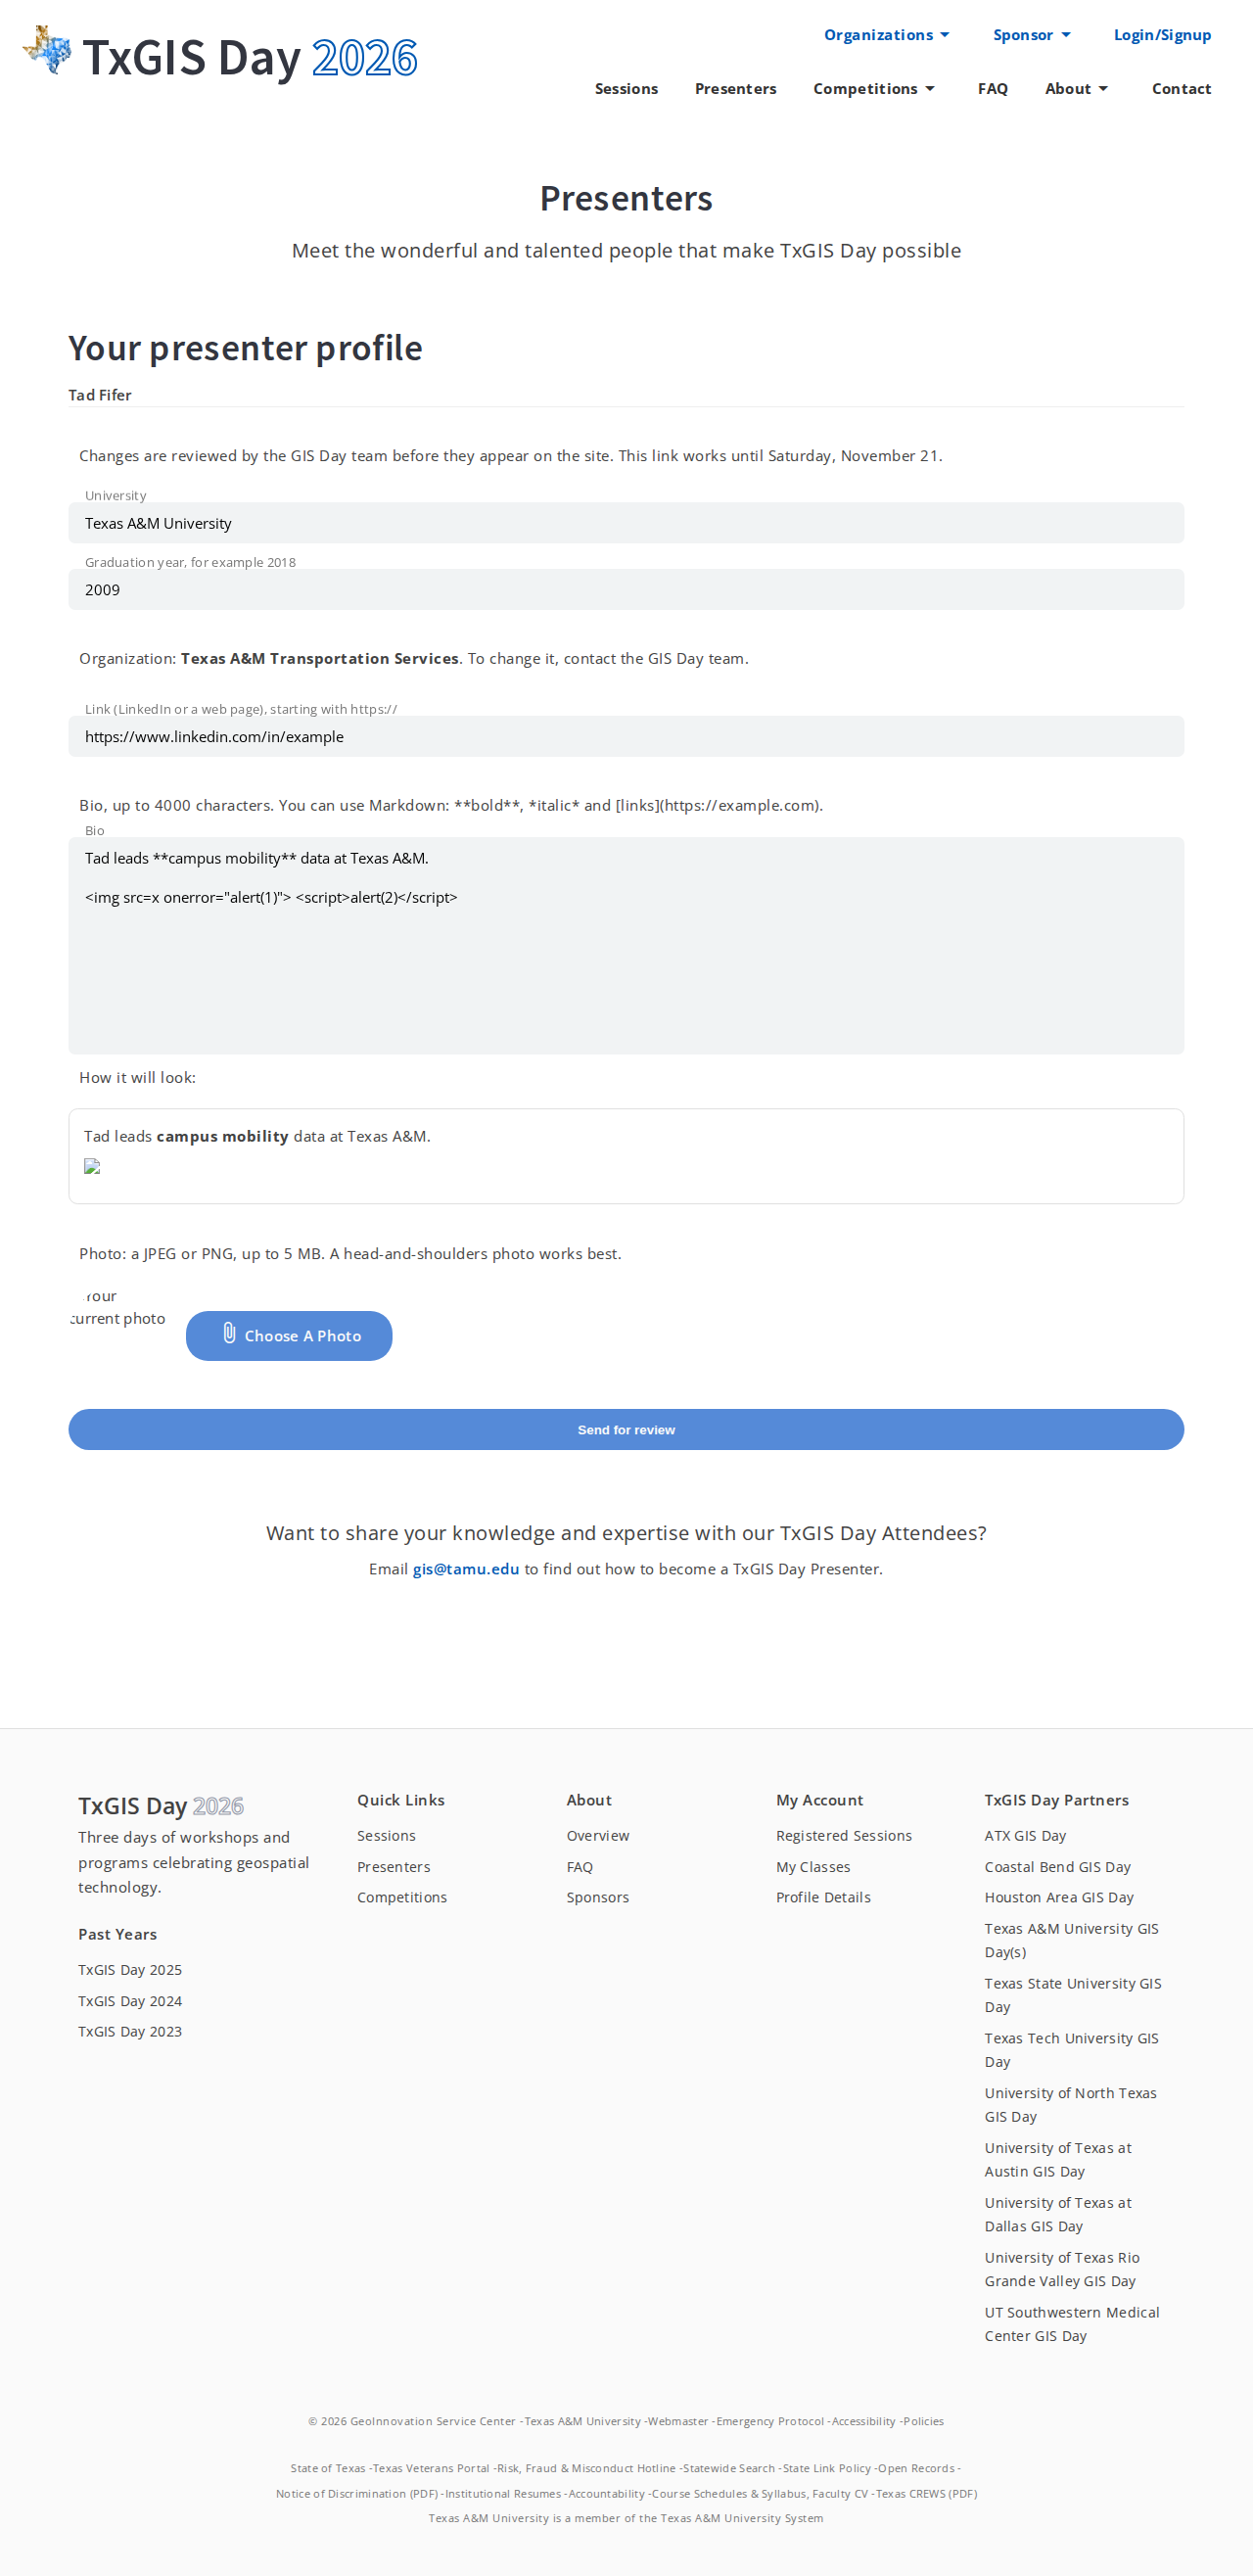 TxGIS Day 2026
Organizations
Sponsor
Login/Signup
Sessions
Presenters
Competitions
FAQ
About
Contact
Presenters
Meet the wonderful and talented people that make TxGIS Day possible
Your presenter profile
Tad Fifer
Changes are reviewed by the GIS Day team before they appear on the site. This link works until Saturday, November 21.
University
Texas A&M University
Graduation year, for example 2018
2009
Organization: Texas A&M Transportation Services. To change it, contact the GIS Day team.
Link (LinkedIn or a web page), starting with https://
https://www.linkedin.com/in/example
Bio, up to 4000 characters. You can use Markdown: **bold**, *italic* and [links](https://example.com).
Bio
Tad leads **campus mobility** data at Texas A&M.
<img src=x onerror="alert(1)"> <script>alert(2)</script>
How it will look:
Tad leads campus mobility data at Texas A&M.
Photo: a JPEG or PNG, up to 5 MB. A head-and-shoulders photo works best.
Your
current photo
Choose A Photo
Send for review
Want to share your knowledge and expertise with our TxGIS Day Attendees?
Email gis@tamu.edu to find out how to become a TxGIS Day Presenter.
TxGIS Day 2026
Three days of workshops and
programs celebrating geospatial
technology.
Past Years
TxGIS Day 2025
TxGIS Day 2024
TxGIS Day 2023
Quick Links
Sessions
Presenters
Competitions
About
Overview
FAQ
Sponsors
My Account
Registered Sessions
My Classes
Profile Details
TxGIS Day Partners
ATX GIS Day
Coastal Bend GIS Day
Houston Area GIS Day
Texas A&M University GIS
Day(s)
Texas State University GIS
Day
Texas Tech University GIS
Day
University of North Texas
GIS Day
University of Texas at
Austin GIS Day
University of Texas at
Dallas GIS Day
University of Texas Rio
Grande Valley GIS Day
UT Southwestern Medical
Center GIS Day
© 2026 GeoInnovation Service Center -Texas A&M University -Webmaster -Emergency Protocol -Accessibility -Policies
State of Texas -Texas Veterans Portal -Risk, Fraud & Misconduct Hotline -Statewide Search -State Link Policy -Open Records -
Notice of Discrimination (PDF) -Institutional Resumes -Accountability -Course Schedules & Syllabus, Faculty CV -Texas CREWS (PDF)
Texas A&M University is a member of the Texas A&M University System